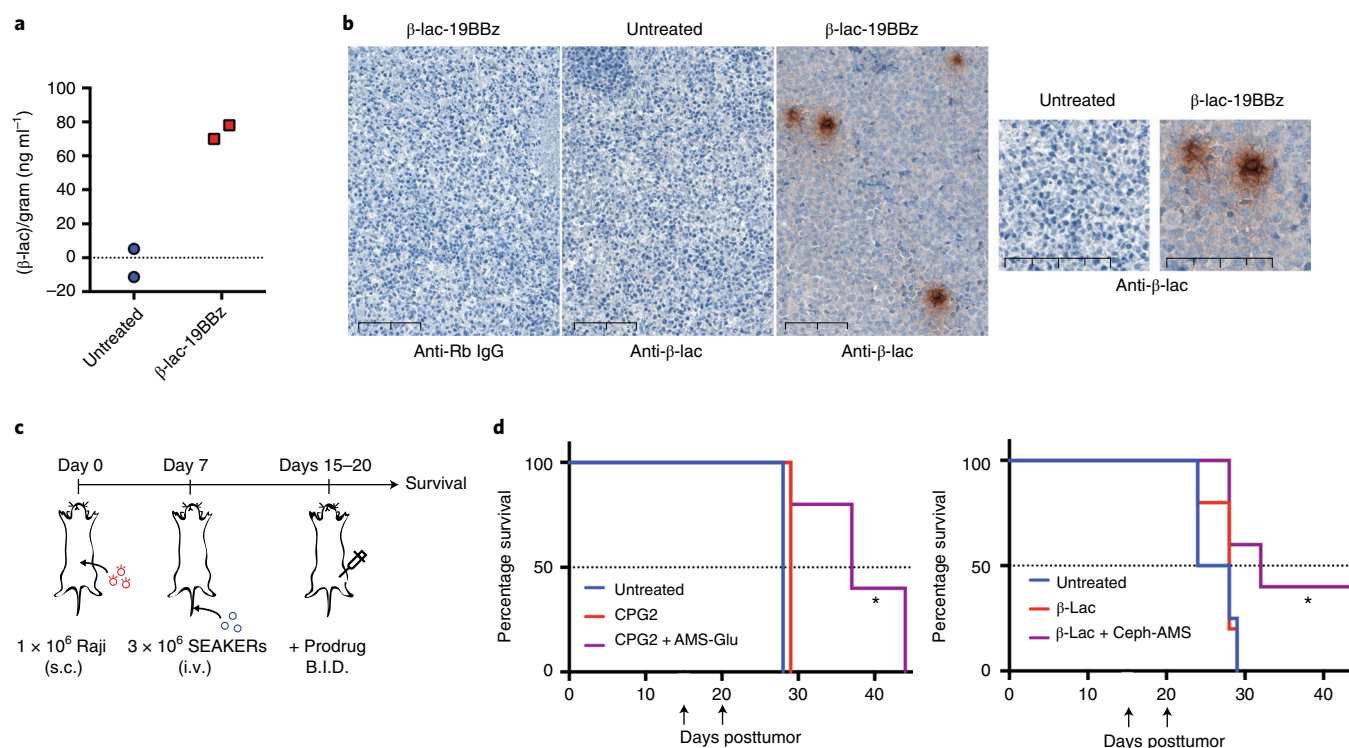 a
100
80
60
40
20
0
–20
(β-lac)/gram (ng ml⁻¹)
Untreated
β-lac-19BBz
b
β-lac-19BBz
Untreated
β-lac-19BBz
Anti-Rb IgG
Anti-β-lac
Anti-β-lac
Untreated
β-lac-19BBz
Anti-β-lac
c
Day 0
Day 7
Days 15–20
Survival
1 × 10⁶ Raji
(s.c.)
3 × 10⁶ SEAKERs
(i.v.)
+ Prodrug
B.I.D.
d
Percentage survival
100
50
0
Untreated
CPG2
CPG2 + AMS-Glu
*
0 10 20 30 40
Days posttumor
Percentage survival
100
50
0
Untreated
β-Lac
β-Lac + Ceph-AMS
*
0 10 20 30 40
Days posttumor